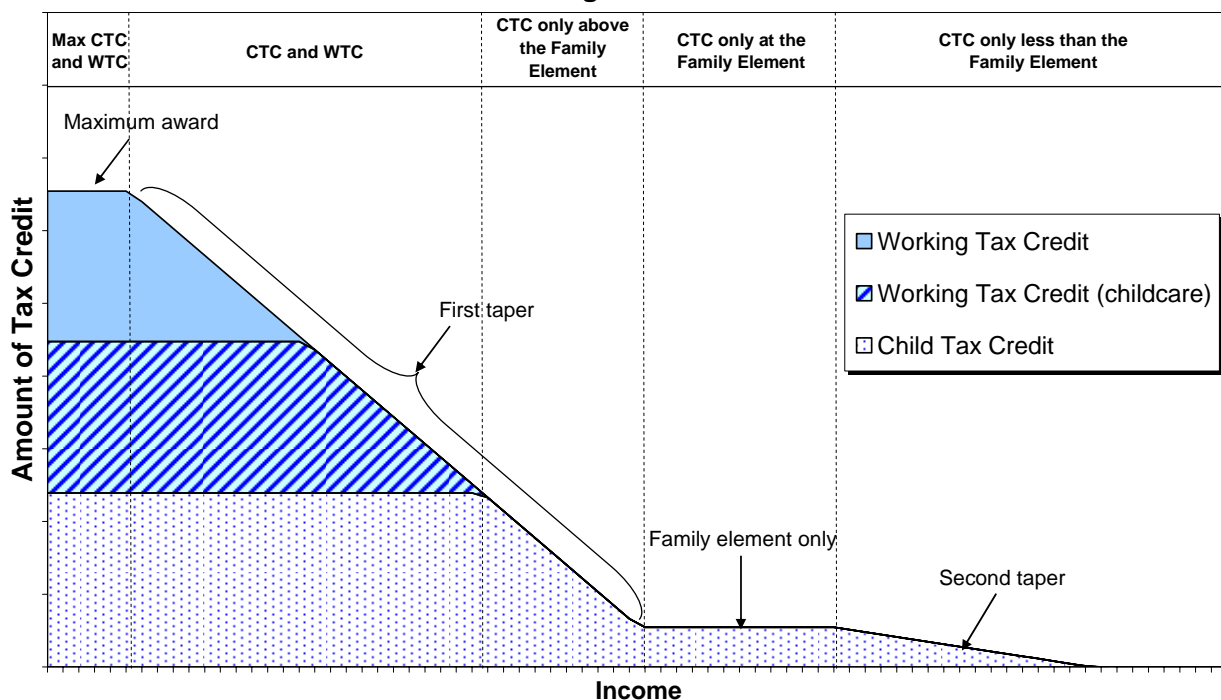 Max CTC
and WTC
CTC and WTC
CTC only above
the Family
Element
CTC only at the
Family Element
CTC only less than the
Family Element
Maximum award
First taper
Family element only
Second taper
Working Tax Credit
Working Tax Credit (childcare)
Child Tax Credit
Amount of Tax Credit
Income